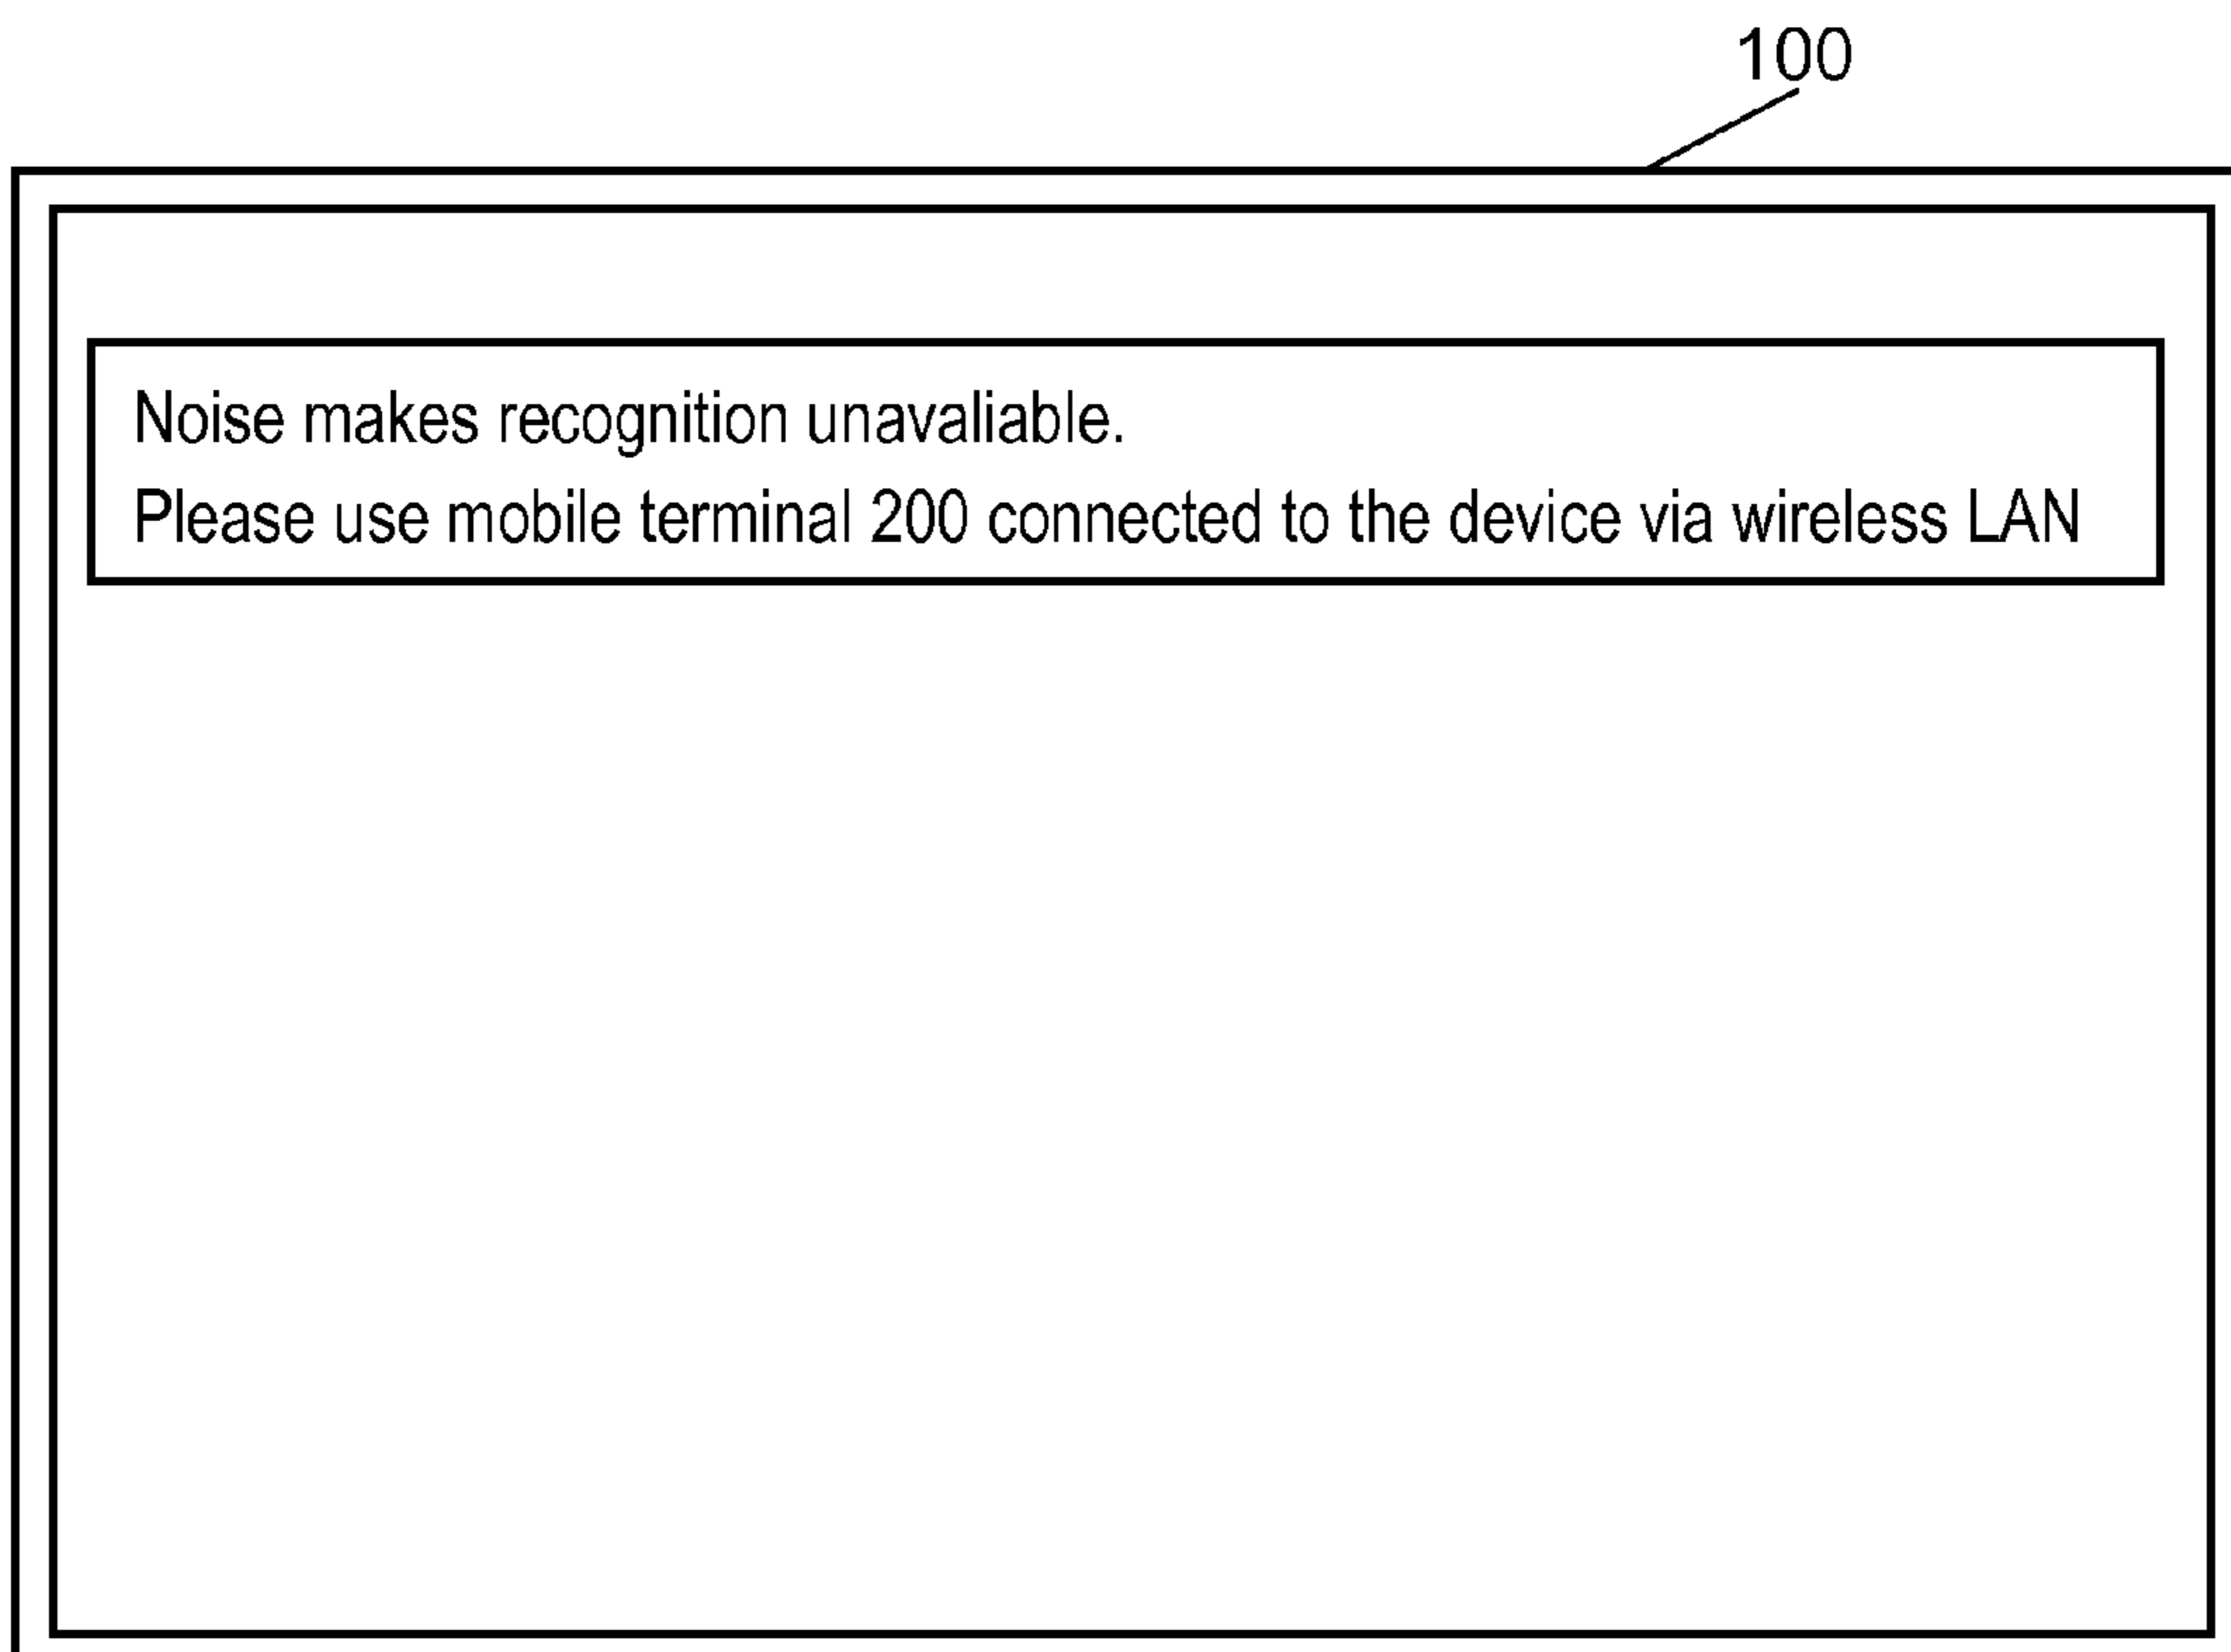 100
Noise makes recognition unavaliable.
Please use mobile terminal 200 connected to the device via wireless LAN